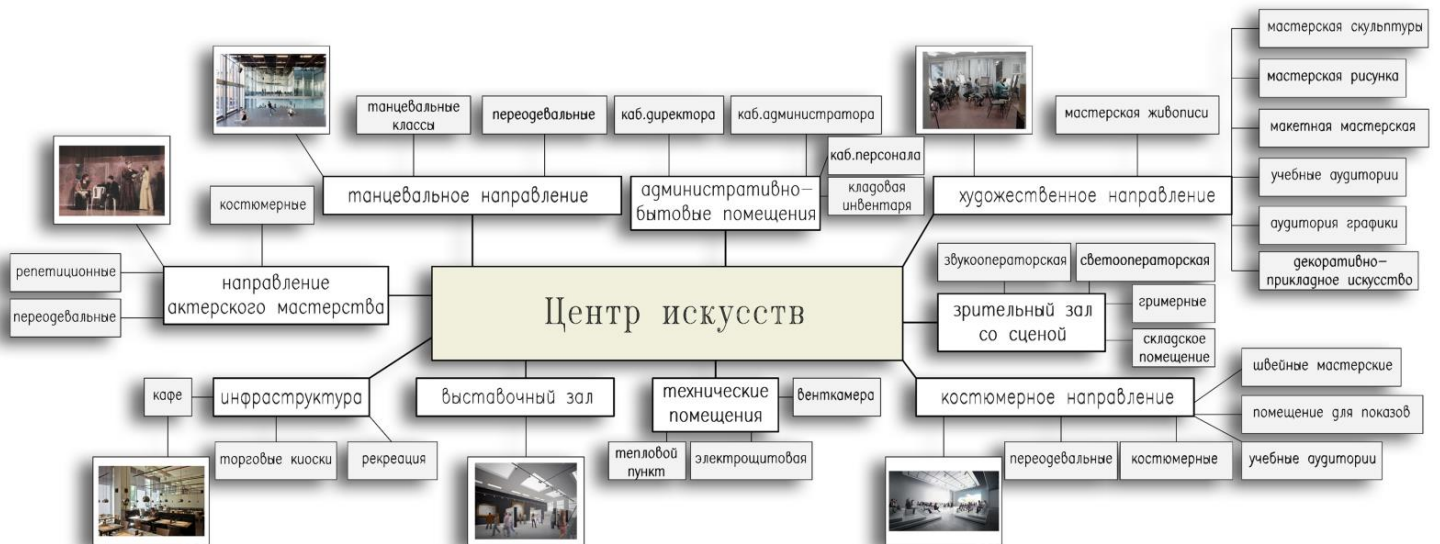 мастерская скульптуры
мастерская рисунка
макетная мастерская
учебные аудитории
аудитория графики
декоративно-
прикладное искусство
мастерская живописи
художественное направление
танцевальные
классы
переодевальные
танцевальное направление
каб.директора
каб.администратора
каб.персонала
кладовая
инвентаря
административно-
бытовые помещения
костюмерные
репетиционные
переодевальные
направление
актерского мастерства
Центр искусств
звукооператорская
светооператорская
гримерные
складское
помещение
зрительный зал
со сценой
кафе
инфраструктура
торговые киоски
рекреация
выставочный зал
технические
помещения
венткамера
тепловой
пункт
электрощитовая
костюмерное направление
швейные мастерские
помещение для показов
учебные аудитории
переодевальные
костюмерные